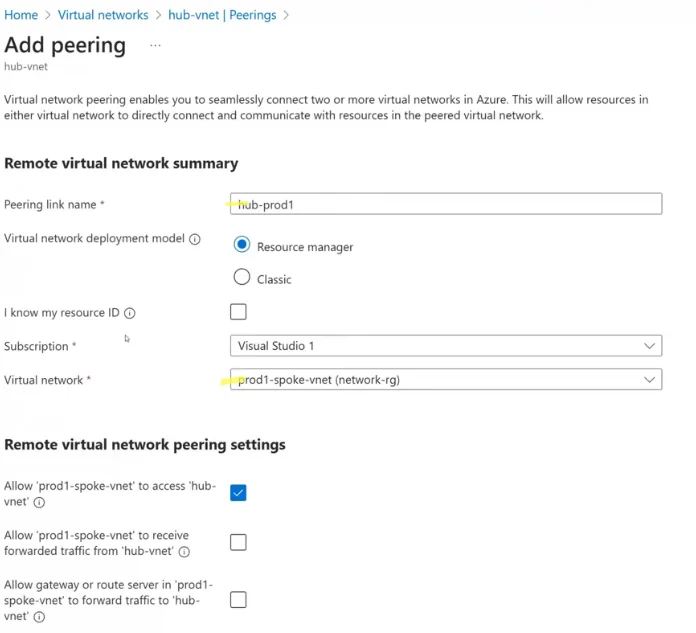 Home > Virtual networks > hub-vnet | Peerings >
Add peering ...
hub-vnet
Virtual network peering enables you to seamlessly connect two or more virtual networks in Azure. This will allow resources in
either virtual network to directly connect and communicate with resources in the peered virtual network.
Remote virtual network summary
Peering link name * hub-prod1
Virtual network deployment model Resource manager
Classic
I know my resource ID
Subscription * Visual Studio 1
Virtual network * prod1-spoke-vnet (network-rg)
Remote virtual network peering settings
Allow 'prod1-spoke-vnet' to access 'hub-
vnet'
Allow 'prod1-spoke-vnet' to receive
forwarded traffic from 'hub-vnet'
Allow gateway or route server in 'prod1-
spoke-vnet' to forward traffic to 'hub-
vnet'